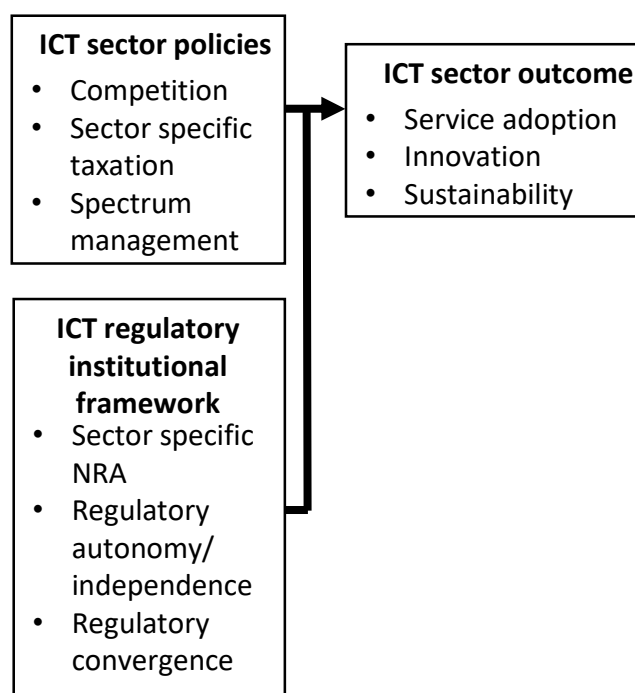 ICT sector policies
• Competition
• Sector specific
taxation
• Spectrum
management
ICT sector outcome
• Service adoption
• Innovation
• Sustainability
ICT regulatory
institutional
framework
• Sector specific
NRA
• Regulatory
autonomy/
independence
• Regulatory
convergence